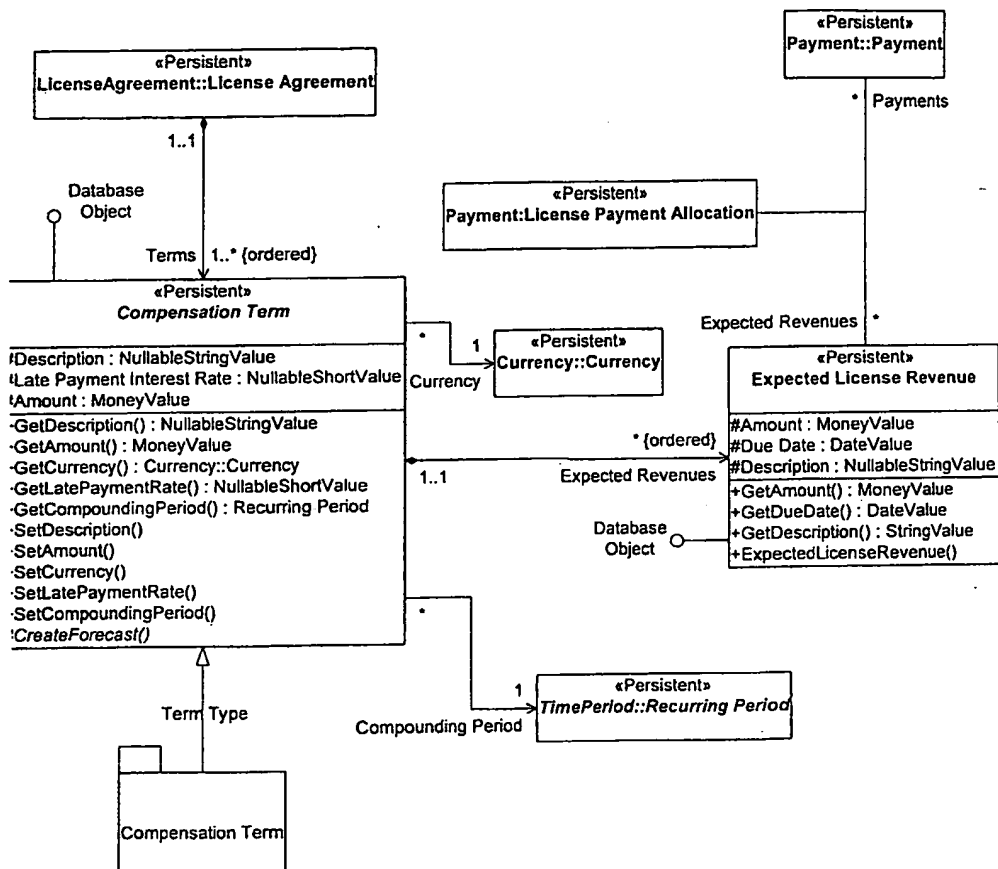 «Persistent»
LicenseAgreement::License Agreement
1..1
Database
Object
Terms 1..* {ordered}
«Persistent»
Compensation Term
Description : NullableStringValue
Late Payment Interest Rate : NullableShortValue
Amount : MoneyValue
GetDescription() : NullableStringValue
GetAmount() : MoneyValue
GetCurrency() : Currency::Currency
GetLatePaymentRate() : NullableShortValue
GetCompoundingPeriod() : Recurring Period
SetDescription()
SetAmount()
SetCurrency()
SetLatePaymentRate()
SetCompoundingPeriod()
CreateForecast()
Term Type
Compensation Term
«Persistent»
Payment::Payment
* Payments
«Persistent»
Payment:License Payment Allocation
Expected Revenues *
* 1
Currency
«Persistent»
Currency::Currency
«Persistent»
Expected License Revenue
#Amount : MoneyValue
#Due Date : DateValue
#Description : NullableStringValue
+GetAmount() : MoneyValue
+GetDueDate() : DateValue
+GetDescription() : StringValue
+ExpectedLicenseRevenue()
* {ordered}
1..1
Expected Revenues
Database
Object
*
1
Compounding Period
«Persistent»
TimePeriod::Recurring Period